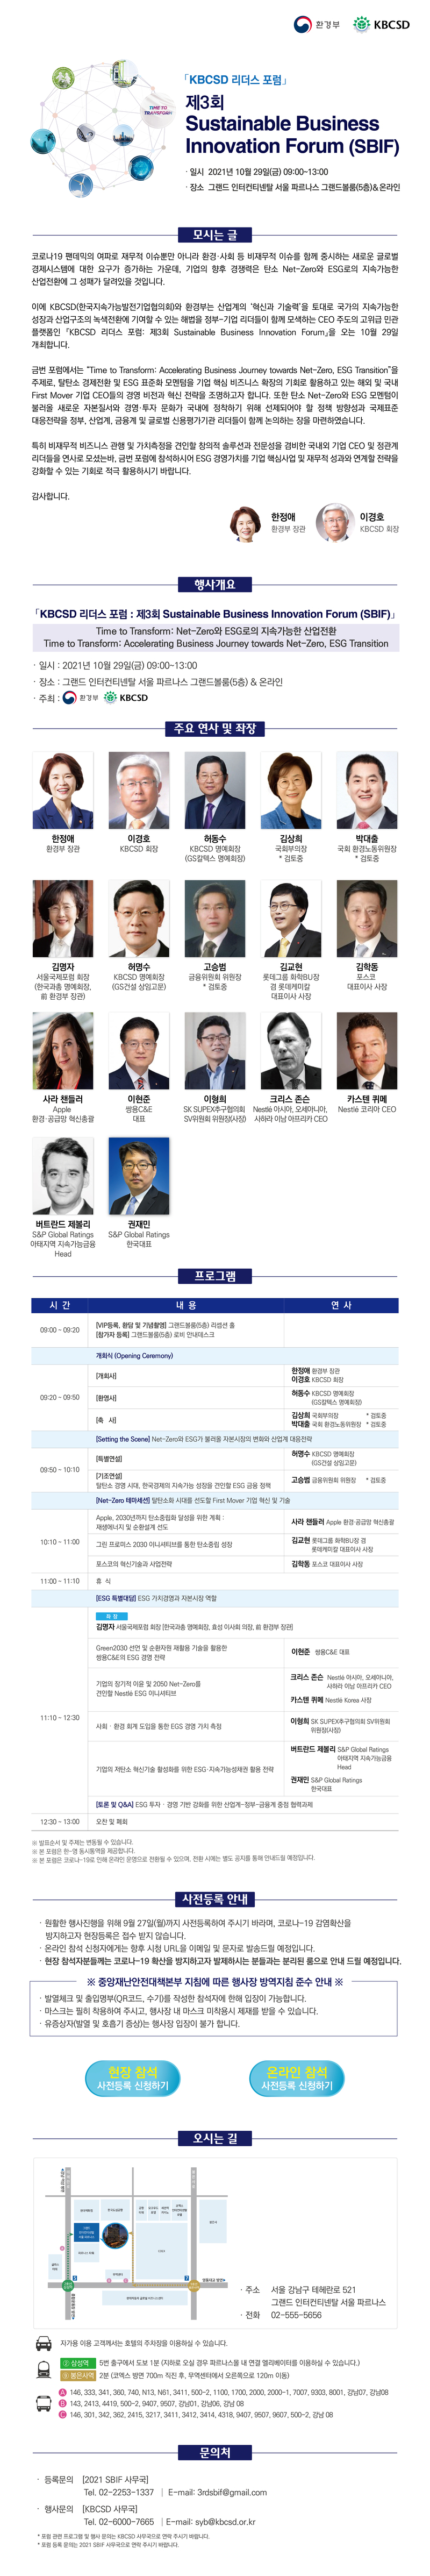 환경부
KBCSD
「KBCSD 리더스 포럼」
TIME TO
TRANSFORM
제3회
Sustainable Business
Innovation Forum (SBIF)
· 일시 2021년 10월 29일(금) 09:00~13:00
· 장소 그랜드 인터컨티넨탈 서울 파르나스 그랜드볼룸(5층)&온라인
모시는 글
코로나19 팬데믹의 여파로 재무적 이슈뿐만 아니라 환경·사회 등 비재무적 이슈를 함께 중시하는 새로운 글로벌
경제시스템에 대한 요구가 증가하는 가운데, 기업의 향후 경쟁력은 탄소 Net-Zero와 ESG로의 지속가능한
산업전환에 그 성패가 달려있을 것입니다.
이에 KBCSD(한국지속가능발전기업협의회)와 환경부는 산업계의 ‘혁신과 기술력’을 토대로 국가의 지속가능한
성장과 산업구조의 녹색전환에 기여할 수 있는 해법을 정부-기업 리더들이 함께 모색하는 CEO 주도의 고위급 민관
플랫폼인 「KBCSD 리더스 포럼: 제3회 Sustainable Business Innovation Forum」을 오는 10월 29일
개최합니다.
금번 포럼에서는 “Time to Transform: Accelerating Business Journey towards Net-Zero, ESG Transition”을
주제로, 탈탄소 경제전환 및 ESG 표준화 모멘텀을 기업 핵심 비즈니스 확장의 기회로 활용하고 있는 해외 및 국내
First Mover 기업 CEO들의 경영 비전과 혁신 전략을 조명하고자 합니다. 또한 탄소 Net-Zero와 ESG 모멘텀이
불러올 새로운 자본질서와 경영·투자 문화가 국내에 정착하기 위해 선제되어야 할 정책 방향성과 국제표준
대응전략을 정부, 산업계, 금융계 및 글로벌 신용평가기관 리더들이 함께 논의하는 장을 마련하였습니다.
특히 비재무적 비즈니스 관행 및 가치측정을 견인할 창의적 솔루션과 전문성을 겸비한 국내외 기업 CEO 및 정관계
리더들을 연사로 모셨는바, 금번 포럼에 참석하시어 ESG 경영가치를 기업 핵심사업 및 재무적 성과와 연계할 전략을
강화할 수 있는 기회로 적극 활용하시기 바랍니다.
감사합니다.
한정애 이경호
환경부 장관 KBCSD 회장
행사개요
「KBCSD 리더스 포럼 : 제3회 Sustainable Business Innovation Forum (SBIF)」
Time to Transform: Net-Zero와 ESG로의 지속가능한 산업전환
Time to Transform: Accelerating Business Journey towards Net-Zero, ESG Transition
· 일시 : 2021년 10월 29일(금) 09:00~13:00
· 장소 : 그랜드 인터컨티넨탈 서울 파르나스 그랜드볼룸(5층) & 온라인
· 주최 : 환경부 KBCSD
주요 연사 및 좌장
한정애
환경부 장관
이경호
KBCSD 회장
허동수
KBCSD 명예회장
(GS칼텍스 명예회장)
김상희
국회부의장
* 검토중
박대출
국회 환경노동위원장
* 검토중
김명자
서울국제포럼 회장
(한국과총 명예회장,
前 환경부 장관)
허명수
KBCSD 명예회장
(GS건설 상임고문)
고승범
금융위원회 위원장
* 검토중
김교현
롯데그룹 화학BU장
겸 롯데케미칼
대표이사 사장
김학동
포스코
대표이사 사장
사라 챈들러
Apple
환경·공급망 혁신총괄
이현준
쌍용C&E
대표
이형희
SK SUPEX추구협의회
SV위원회 위원장(사장)
크리스 존슨
Nestlé 아시아, 오세아니아,
사하라 이남 아프리카 CEO
카스텐 퀴메
Nestlé 코리아 CEO
버트란드 제볼리
S&P Global Ratings
아태지역 지속가능금융
Head
권재민
S&P Global Ratings
한국대표
프로그램
시 간 내 용 연 사
09:00 ~ 09:20
[VIP등록, 환담 및 기념촬영] 그랜드볼룸(5층) 리셉션 홀
[참가자 등록] 그랜드볼룸(5층) 로비 안내데스크
개회식 (Opening Ceremony)
09:20 ~ 09:50
[개회사]
한정애 환경부 장관
이경호 KBCSD 회장
[환영사]
허동수 KBCSD 명예회장
(GS칼텍스 명예회장)
[축 사]
김상희 국회부의장 * 검토중
박대출 국회 환경노동위원장 * 검토중
[Setting the Scene] Net-Zero와 ESG가 불러올 자본시장의 변화와 산업계 대응전략
09:50 ~ 10:10
[특별연설]
허명수 KBCSD 명예회장
(GS건설 상임고문)
[기조연설]
탈탄소 경영 시대, 한국경제의 지속가능 성장을 견인할 ESG 금융 정책
고승범 금융위원회 위원장 * 검토중
[Net-Zero 테마세션] 탈탄소화 시대를 선도할 First Mover 기업 혁신 및 기술
10:10 ~ 11:00
Apple, 2030년까지 탄소중립화 달성을 위한 계획 :
재생에너지 및 순환설계 선도
사라 챈들러 Apple 환경·공급망 혁신총괄
그린 프로미스 2030 이니셔티브를 통한 탄소중립 성장
김교현 롯데그룹 화학BU장 겸
롯데케미칼 대표이사 사장
포스코의 혁신기술과 사업전략
김학동 포스코 대표이사 사장
11:00 ~ 11:10
휴 식
[ESG 특별대담] ESG 가치경영과 자본시장 역할
11:10 ~ 12:30
좌 장
김명자 서울국제포럼 회장 [한국과총 명예회장, 효성 이사회 의장, 前 환경부 장관]
Green2030 선언 및 순환자원 재활용 기술을 활용한
쌍용C&E의 ESG 경영 전략
이현준 쌍용C&E 대표
기업의 장기적 이윤 및 2050 Net-Zero를
견인할 Nestlé ESG 이니셔티브
크리스 존슨 Nestlé 아시아, 오세아니아,
사하라 이남 아프리카 CEO
카스텐 퀴메 Nestlé Korea 사장
사회 · 환경 회계 도입을 통한 EGS 경영 가치 측정
이형희 SK SUPEX추구협의회 SV위원회
위원장(사장)
기업의 저탄소 혁신기술 활성화를 위한 ESG·지속가능성채권 활용 전략
버트란드 제볼리 S&P Global Ratings
아태지역 지속가능금융
Head
권재민 S&P Global Ratings
한국대표
[토론 및 Q&A] ESG 투자 · 경영 기반 강화를 위한 산업계-정부-금융계 중점 협력과제
12:30 ~ 13:00
오찬 및 폐회
※ 발표순서 및 주제는 변동될 수 있습니다.
※ 본 포럼은 한-영 동시통역을 제공합니다.
※ 본 포럼은 코로나-19로 인해 온라인 운영으로 전환될 수 있으며, 전환 시에는 별도 공지를 통해 안내드릴 예정입니다.
사전등록 안내
· 원활한 행사진행을 위해 9월 27일(월)까지 사전등록하여 주시기 바라며, 코로나-19 감염확산을
방지하고자 현장등록은 접수 받지 않습니다.
· 온라인 참석 신청자에게는 향후 시청 URL을 이메일 및 문자로 발송드릴 예정입니다.
· 현장 참석자분들께는 코로나-19 확산을 방지하고자 발제하시는 분들과는 분리된 룸으로 안내 드릴 예정입니다.
※ 중앙재난안전대책본부 지침에 따른 행사장 방역지침 준수 안내 ※
· 발열체크 및 출입명부(QR코드, 수기)를 작성한 참석자에 한해 입장이 가능합니다.
· 마스크는 필히 착용하여 주시고, 행사장 내 마스크 미착용시 제재를 받을 수 있습니다.
· 유증상자(발열 및 호흡기 증상)는 행사장 입장이 불가 합니다.
현장 참석
사전등록 신청하기
온라인 참석
사전등록 신청하기
오시는 길
· 주소 서울 강남구 테헤란로 521
그랜드 인터컨티넨탈 서울 파르나스
· 전화 02-555-5656
자가용 이용 고객께서는 호텔의 주차장을 이용하실 수 있습니다.
② 삼성역 5번 출구에서 도보 1분 (지하로 오실 경우 파르나스몰 내 연결 엘리베이터를 이용하실 수 있습니다.)
⑨ 봉은사역 2분 (코엑스 방면 700m 직진 후, 무역센터에서 오른쪽으로 120m 이동)
A 146, 333, 341, 360, 740, N13, N61, 3411, 500-2, 1100, 1700, 2000, 2000-1, 7007, 9303, 8001, 강남07, 강남08
B 143, 2413, 4419, 500-2, 9407, 9507, 강남01, 강남06, 강남 08
C 146, 301, 342, 362, 2415, 3217, 3411, 3412, 3414, 4318, 9407, 9507, 9607, 500-2, 강남 08
문의처
· 등록문의 [2021 SBIF 사무국]
Tel. 02-2253-1337 | E-mail: 3rdsbif@gmail.com
· 행사문의 [KBCSD 사무국]
Tel. 02-6000-7665 | E-mail: syb@kbcsd.or.kr
* 포럼 관련 프로그램 및 행사 문의는 KBCSD 사무국으로 연락 주시기 바랍니다.
* 포럼 등록 문의는 2021 SBIF 사무국으로 연락 주시기 바랍니다.